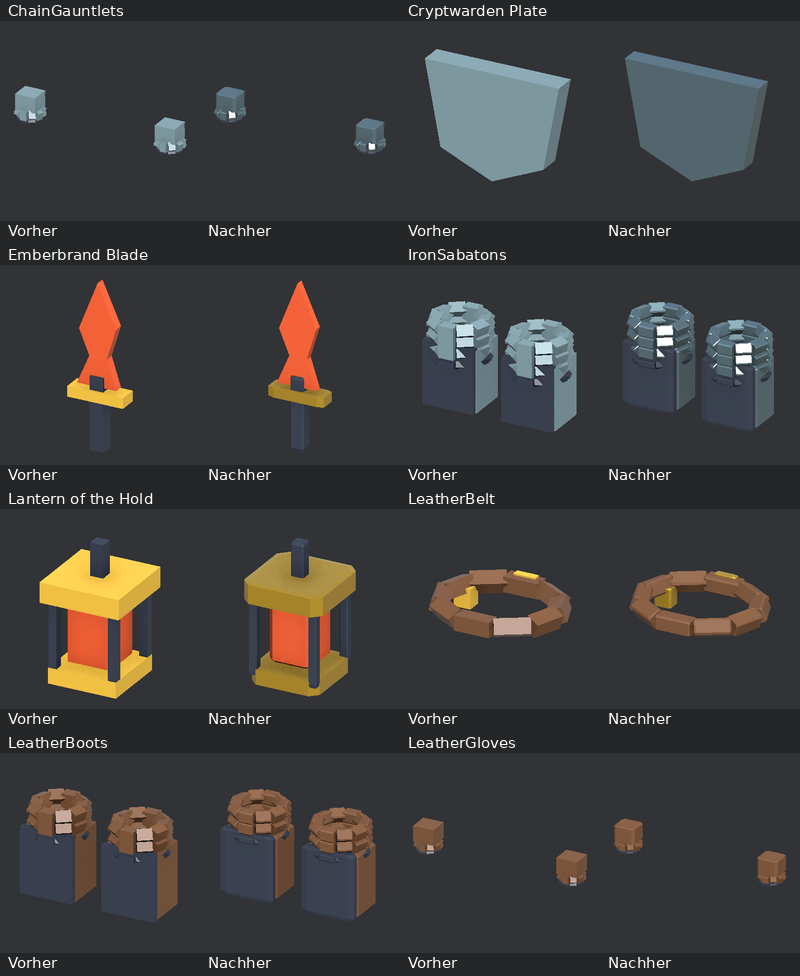 ChainGauntlets
Cryptwarden Plate
Vorher
Nachher
Vorher
Nachher
Emberbrand Blade
IronSabatons
Vorher
Nachher
Vorher
Nachher
Lantern of the Hold
LeatherBelt
Vorher
Nachher
Vorher
Nachher
LeatherBoots
LeatherGloves
Vorher
Nachher
Vorher
Nachher